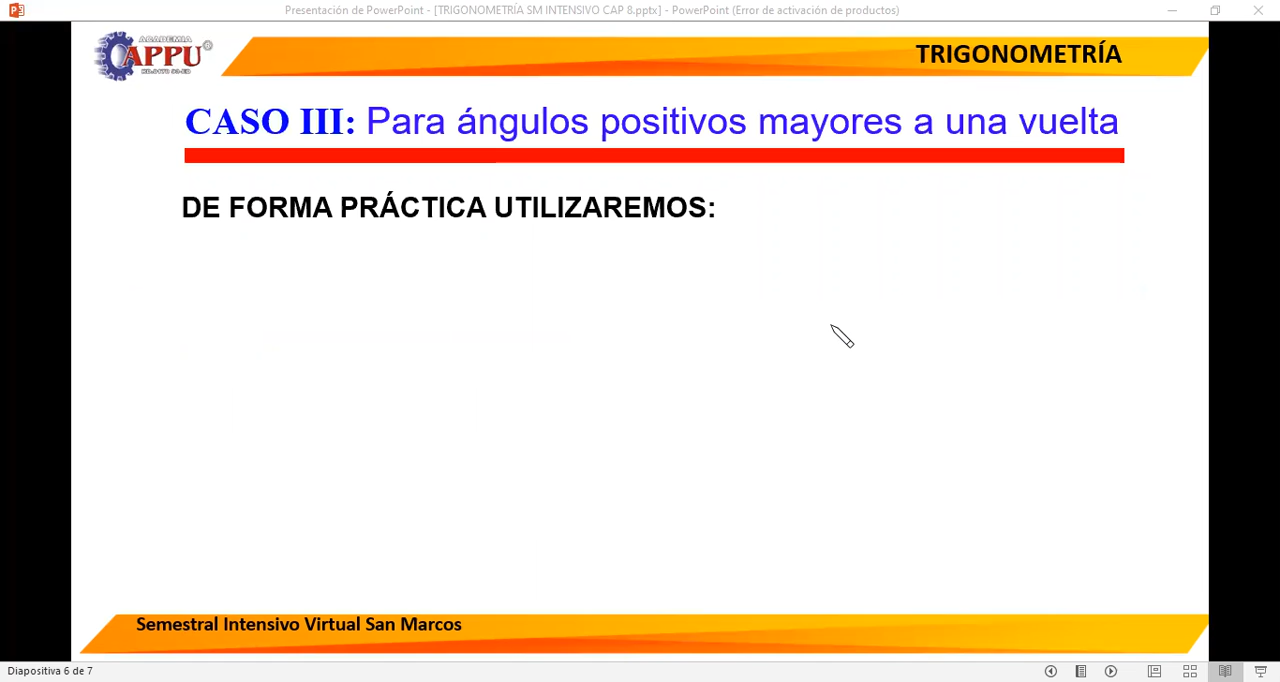 Presentación de PowerPoint - [TRIGONOMETRÍA SM INTENSIVO CAP 8.pptx] - PowerPoint (Error de activación de productos)
ACADEMIA
APPU
TRIGONOMETRÍA
CASO III: Para ángulos positivos mayores a una vuelta
DE FORMA PRÁCTICA UTILIZAREMOS:
Semestral Intensivo Virtual San Marcos
Diapositiva 6 de 7